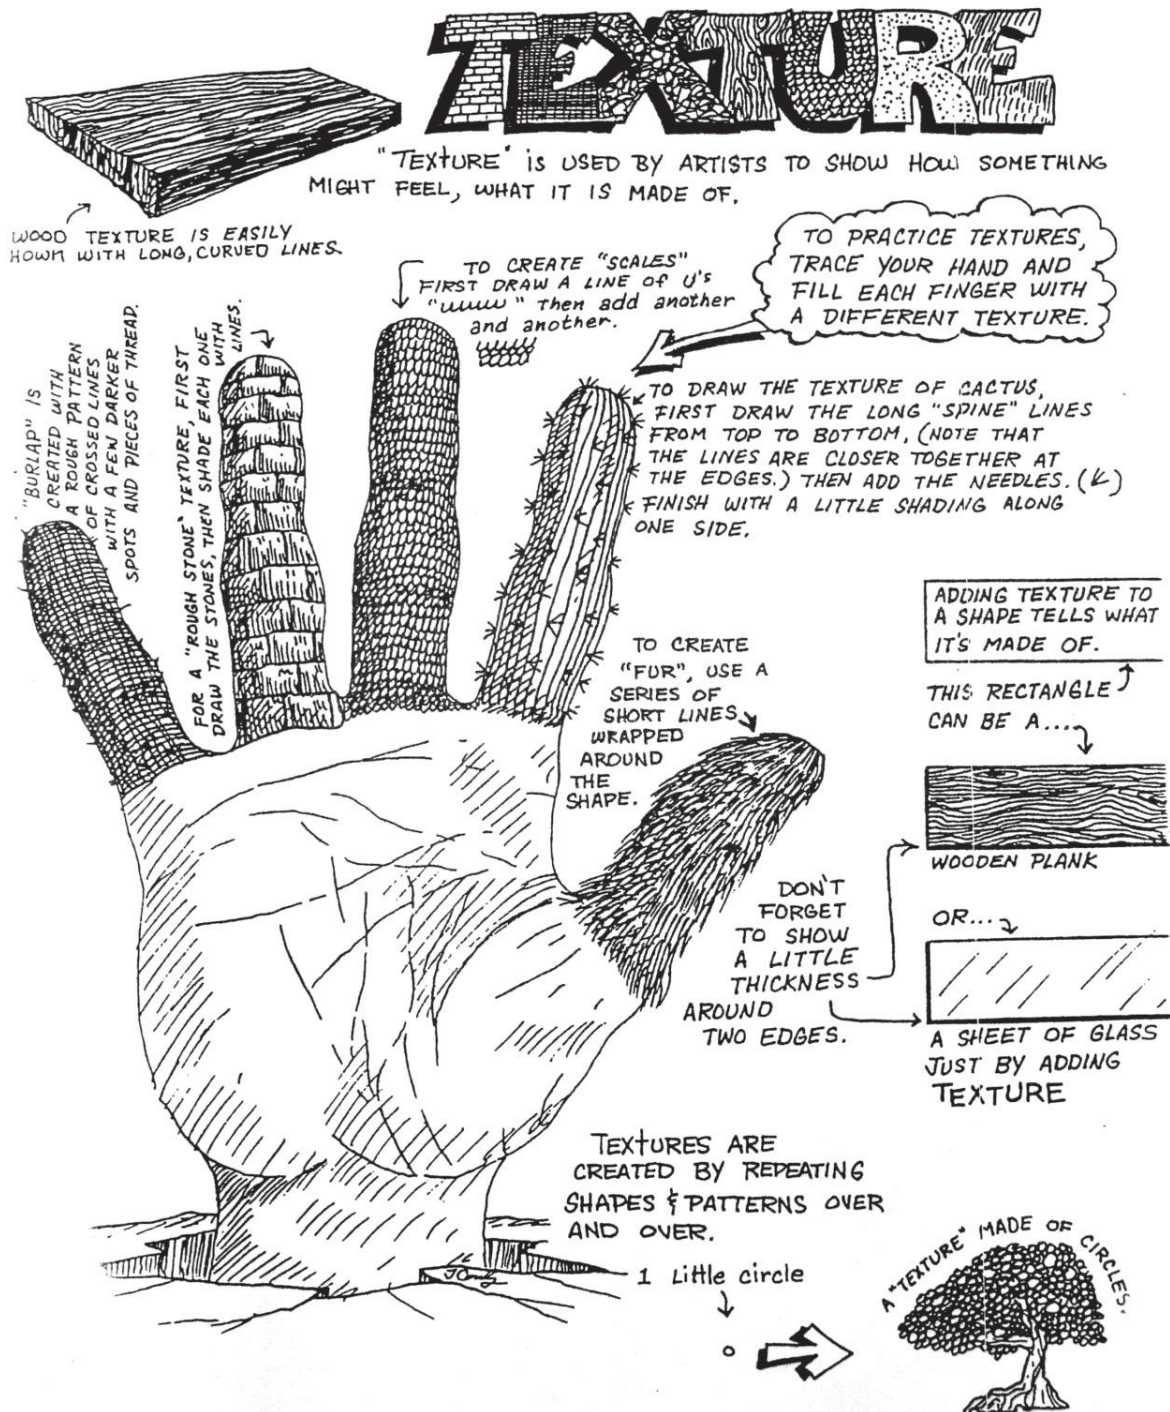 TEXTURE
"TEXTURE" IS USED BY ARTISTS TO SHOW HOW SOMETHING
MIGHT FEEL, WHAT IT IS MADE OF.
WOOD TEXTURE IS EASILY
HOWN WITH LONG, CURVED LINES.
TO CREATE "SCALES"
FIRST DRAW A LINE OF U's
"UUUUU" Then add another
and another.
TO PRACTICE TEXTURES,
TRACE YOUR HAND AND
FILL EACH FINGER WITH
A DIFFERENT TEXTURE.
"BURLAP" IS
CREATED WITH
A ROUGH PATTERN
OF CROSSED LINES
WITH A FEW DARKER
SPOTS AND PIECES OF THREAD.
FOR A "ROUGH STONE" TEXTURE, FIRST
DRAW THE STONES, THEN SHADE EACH ONE
WITH
LINES.
TO DRAW THE TEXTURE OF CACTUS,
FIRST DRAW THE LONG "SPINE" LINES
FROM TOP TO BOTTOM, (NOTE THAT
THE LINES ARE CLOSER TOGETHER AT
THE EDGES.) THEN ADD THE NEEDLES. ( )
FINISH WITH A LITTLE SHADING ALONG
ONE SIDE.
TO CREATE
"FUR", USE A
SERIES OF
SHORT LINES
WRAPPED
AROUND
THE
SHAPE.
ADDING TEXTURE TO
A SHAPE TELLS WHAT
IT'S MADE OF.
THIS RECTANGLE
CAN BE A....
WOODEN PLANK
OR...
A SHEET OF GLASS
JUST BY ADDING
TEXTURE
DON'T
FORGET
TO SHOW
A LITTLE
THICKNESS
AROUND
TWO EDGES.
TEXTURES ARE
CREATED BY REPEATING
SHAPES & PATTERNS OVER
AND OVER.
1 Little circle
A "TEXTURE" MADE OF CIRCLES.